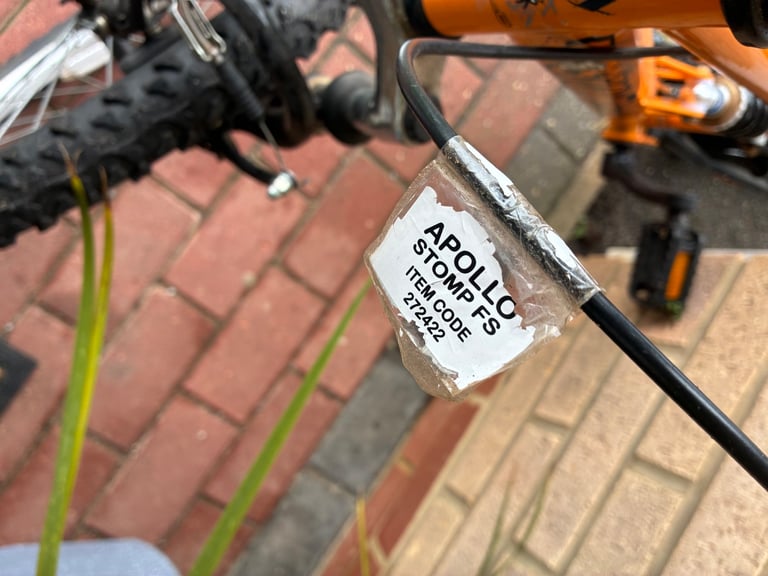 APOLLO
STOMP FS
ITEM CODE
272422